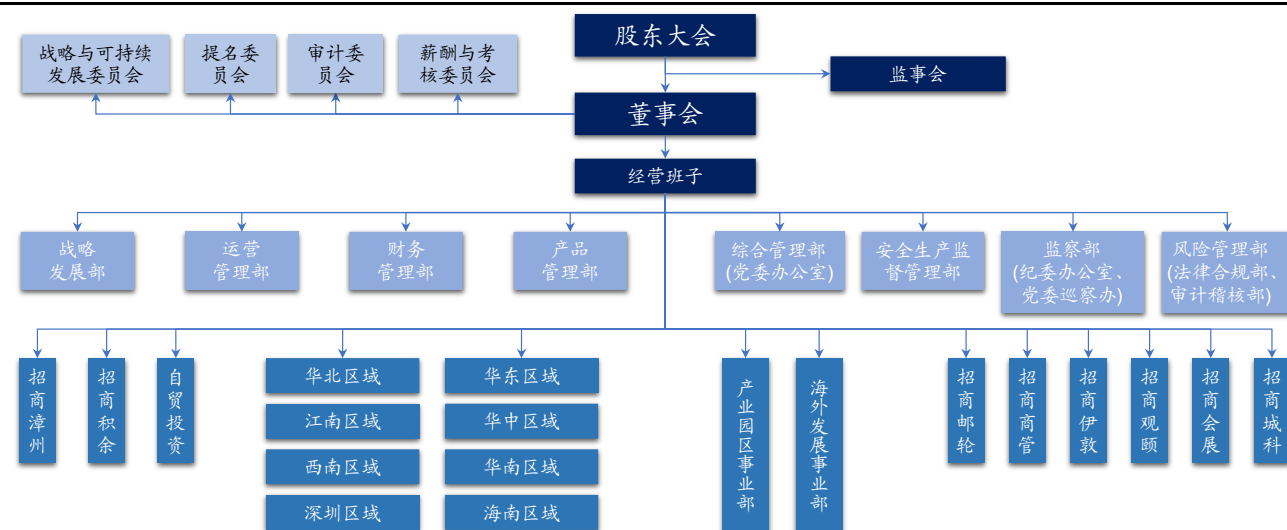 股东大会
战略与可持续
发展委员会
提名委
员会
审计委
员会
薪酬与考
核委员会
监事会
董事会
经营班子
战略
发展部
运营
管理部
财务
管理部
产品
管理部
综合管理部
(党委办公室)
安全生产监
督管理部
监察部
(纪委办公室、
党委巡察办)
风险管理部
(法律合规部、
审计稽核部)
招商漳州
招商积余
自贸投资
华北区域
华东区域
江南区域
华中区域
西南区域
华南区域
深圳区域
海南区域
产业园区事业部
海外发展事业部
招商邮轮
招商商管
招商伊敦
招商观颐
招商会展
招商城科